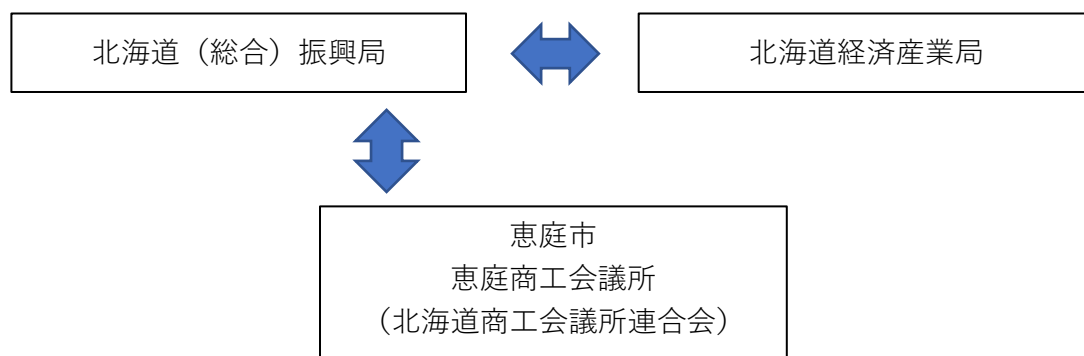 北海道（総合）振興局
北海道経済産業局
恵庭市
恵庭商工会議所
（北海道商工会議所連合会）